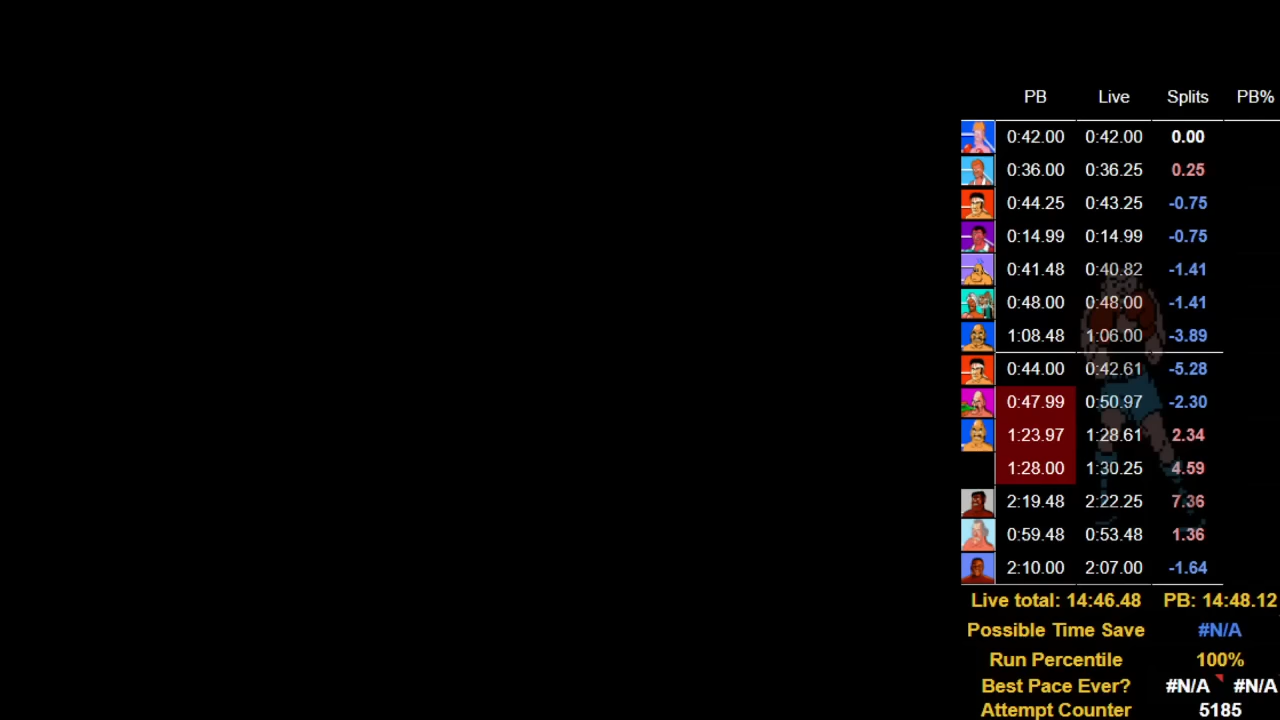 PB Live Splits PB%
0:42.00 0:42.00 0.00
0:36.00 0:36.25 0.25
0:44.25 0:43.25 -0.75
0:14.99 0:14.99 -0.75
0:41.48 0:40.82 -1.41
0:48.00 0:48.00 -1.41
1:08.48 1:06.00 -3.89
0:44.00 0:42.61 -5.28
0:47.99 0:50.97 -2.30
1:23.97 1:28.61 2.34
1:28.00 1:30.25 4.59
2:19.48 2:22.25 7.36
0:59.48 0:53.48 1.36
2:10.00 2:07.00 -1.64
Live total: 14:46.48 PB: 14:48.12
Possible Time Save #N/A
Run Percentile 100%
Best Pace Ever? #N/A #N/A
Attempt Counter 5185